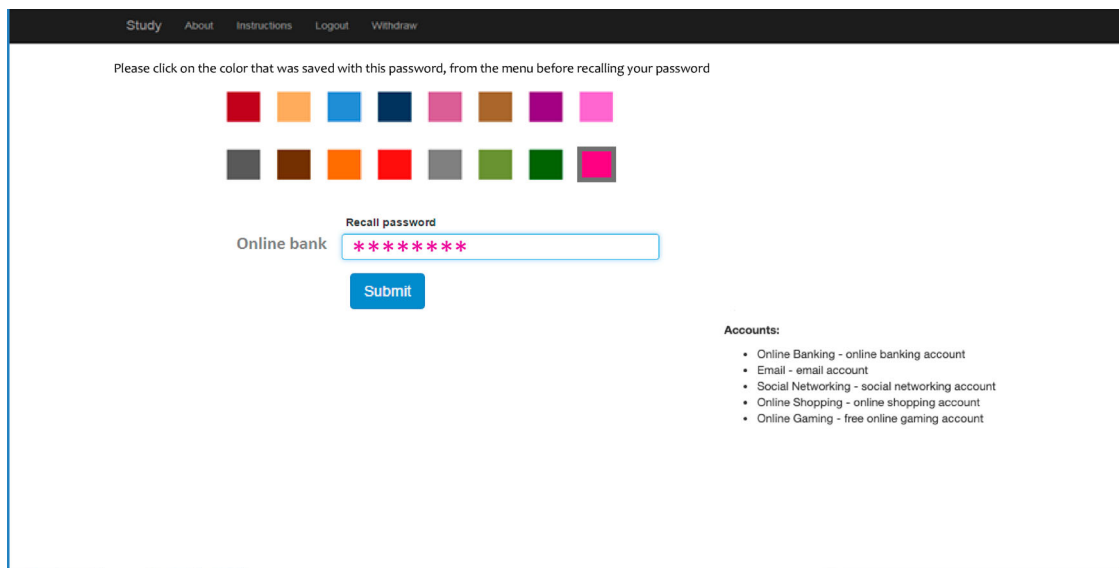 Study About Instructions Logout Withdraw
Please click on the color that was saved with this password, from the menu before recalling your password
Recall password
Online bank ********
Submit
Accounts:
• Online Banking - online banking account
• Email - email account
• Social Networking - social networking account
• Online Shopping - online shopping account
• Online Gaming - free online gaming account